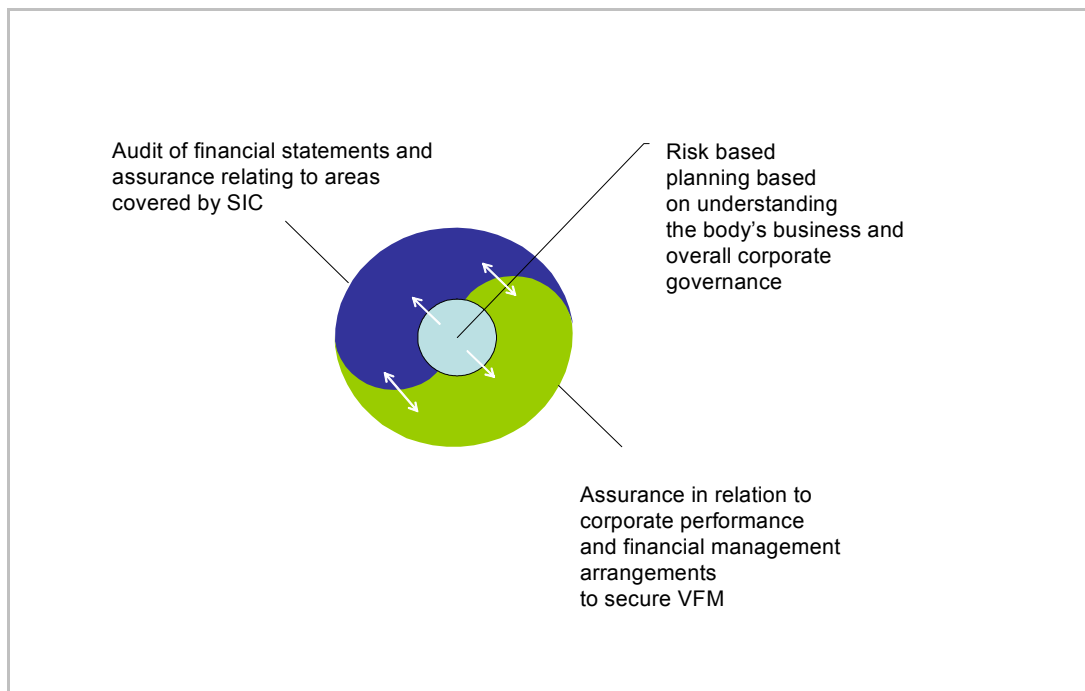 Audit of financial statements and
assurance relating to areas
covered by SIC
Risk based
planning based
on understanding
the body's business and
overall corporate
governance
Assurance in relation to
corporate performance
and financial management
arrangements
to secure VFM